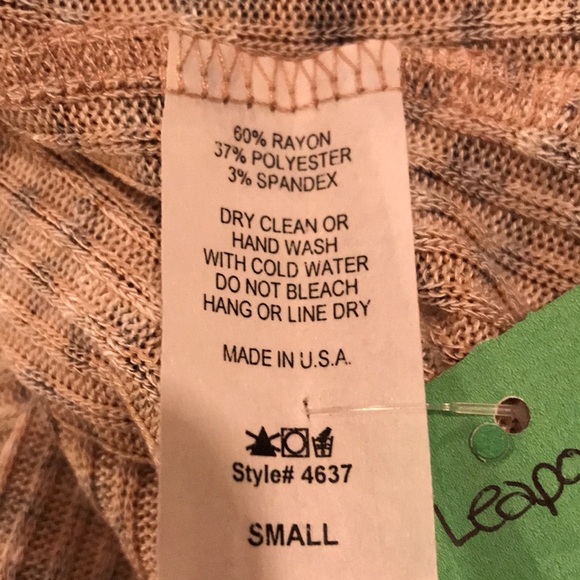 60% RAYON
37% POLYESTER
3% SPANDEX
DRY CLEAN OR
HAND WASH
WITH COLD WATER
DO NOT BLEACH
HANG OR LINE DRY
MADE IN U.S.A.
Style# 4637
SMALL
Leapo